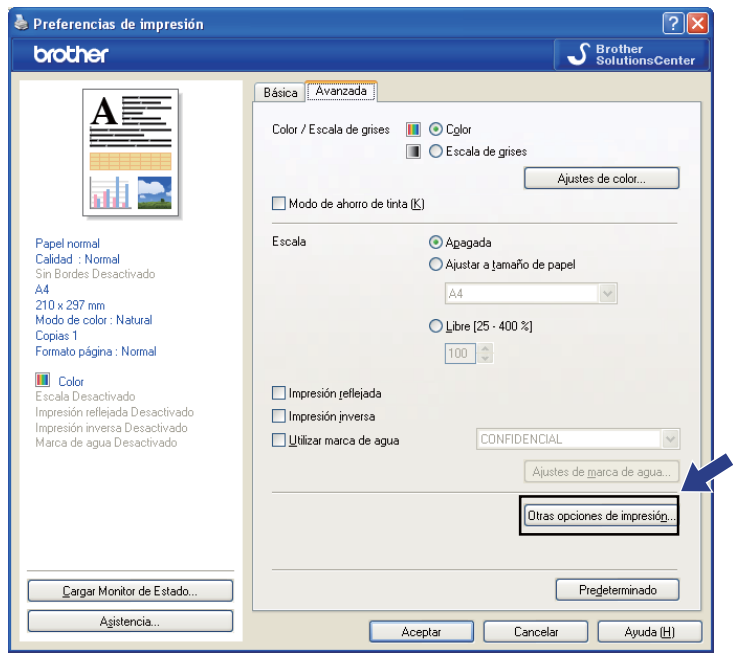 Preferencias de impresión
brother
Brother
SolutionsCenter
Básica
Avanzada
A
Color / Escala de grises
Color
Escala de grises
Ajustes de color...
Modo de ahorro de tinta (K)
Escala
Apagada
Ajustar a tamaño de papel
A4
Libre [25 - 400 %]
100
Impresión reflejada
Impresión inversa
Utilizar marca de agua
CONFIDENCIAL
Ajustes de marca de agua...
Otras opciones de impresión...
Predeterminado
Papel normal
Calidad : Normal
Sin Bordes Desactivado
A4
210 x 297 mm
Modo de color : Natural
Copias 1
Formato página : Normal
Color
Escala Desactivado
Impresión reflejada Desactivado
Impresión inversa Desactivado
Marca de agua Desactivado
Cargar Monitor de Estado...
Asistencia...
Aceptar
Cancelar
Ayuda (H)